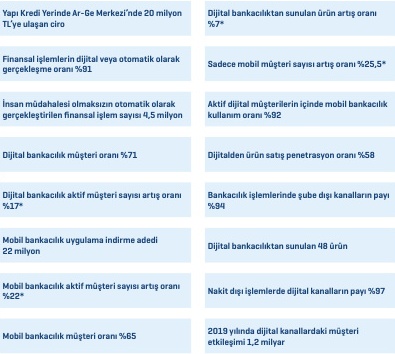 Yapı Kredi Yerinde Ar-Ge Merkezi'nde 20 milyon
TL'ye ulaşan ciro
Finansal işlemlerin dijital veya otomatik olarak
gerçekleşme oranı %91
İnsan müdahalesi olmaksızın otomatik olarak
gerçekleştirilen finansal işlem sayısı 4,5 milyon
Dijital bankacılık müşteri oranı %71
Dijital bankacılık aktif müşteri sayısı artış oranı
%17*
Mobil bankacılık uygulama indirme adedi
22 milyon
Mobil bankacılık aktif müşteri sayısı artış oranı
%22*
Mobil bankacılık müşteri oranı %65
Dijital bankacılıktan sunulan ürün artış oranı
%7*
Sadece mobil müşteri sayısı artış oranı %25,5*
Aktif dijital müşterilerin içinde mobil bankacılık
kullanım oranı %92
Dijitalden ürün satış penetrasyon oranı %58
Bankacılık işlemlerinde şube dışı kanalların payı
%94
Dijital bankacılıktan sunulan 48 ürün
Nakit dışı işlemlerde dijital kanalların payı %97
2019 yılında dijital kanallardaki müşteri
etkileşimi 1,2 milyar